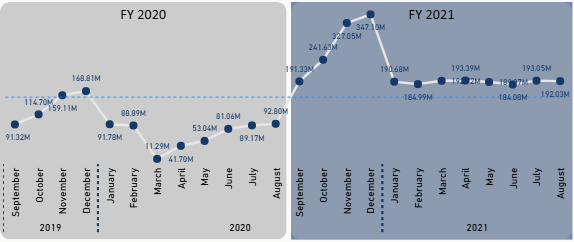 FY 2020
FY 2021
91.32M
114.70M
159.11M
168.81M
91.78M
88.89M
11.29M
41.70M
53.04M
81.06M
89.17M
92.80M
191.33M
241.63M
327.05M
347.10M
190.68M
184.99M
193.39M
184.08M
193.05M
192.03M
September
October
November
December
January
February
March
April
May
June
July
August
September
October
November
December
January
February
March
April
May
June
July
August
2019
2020
2021